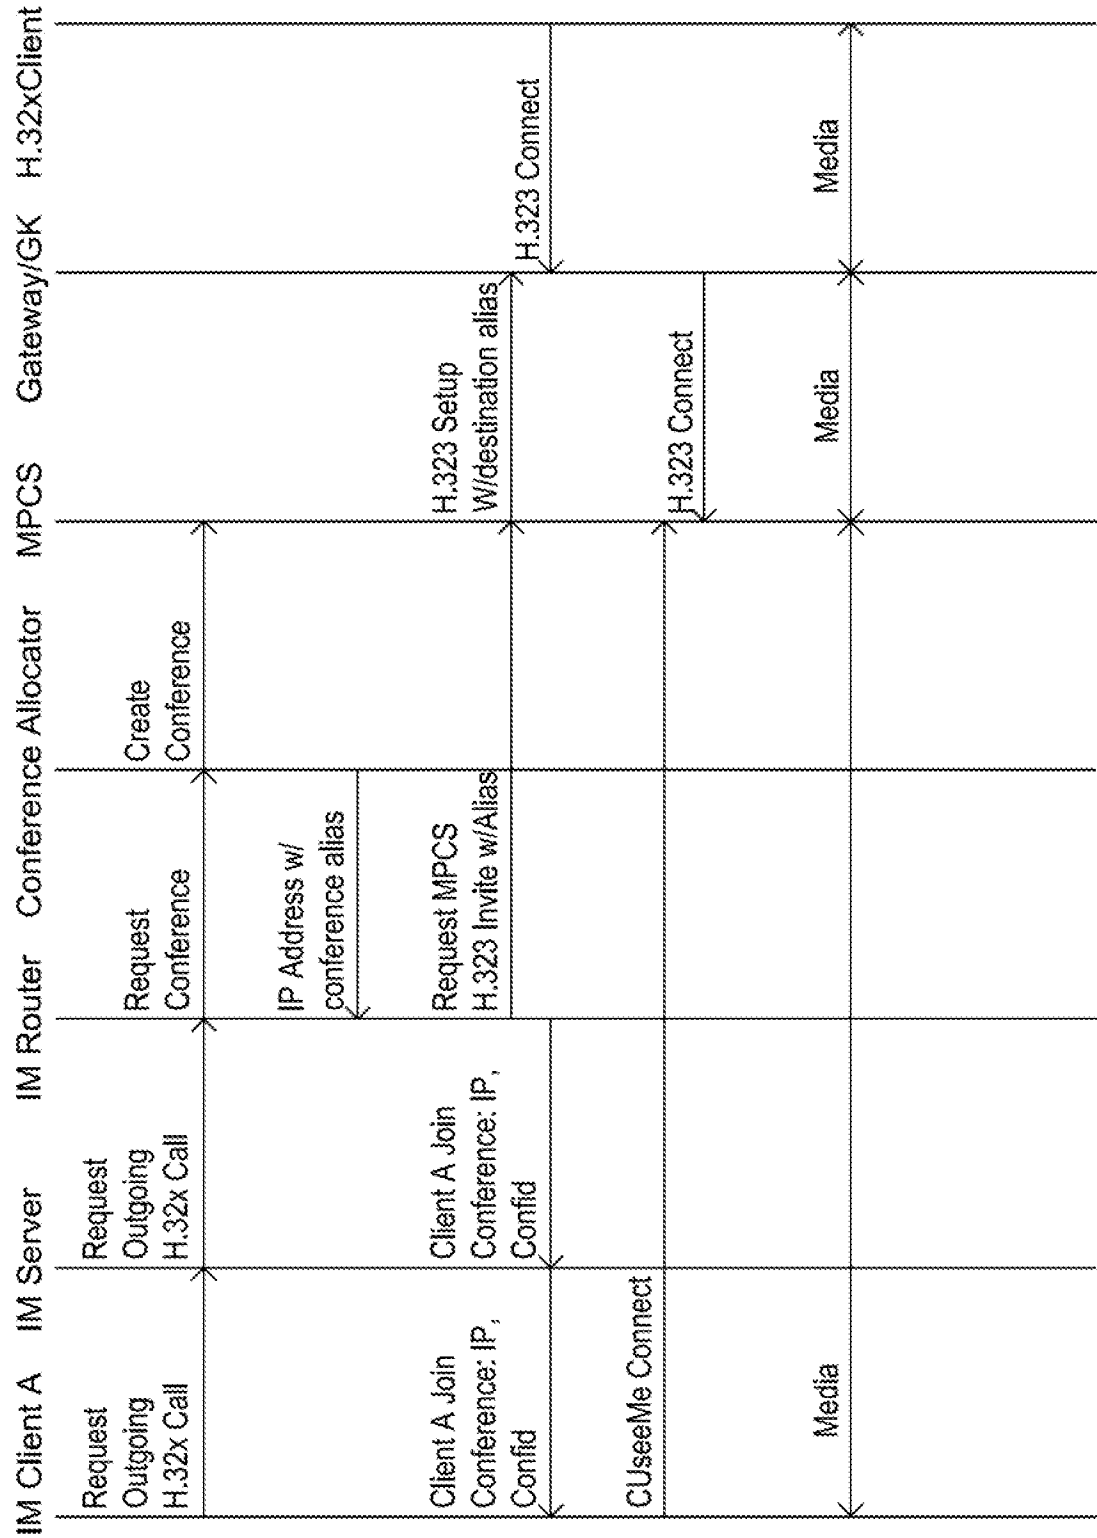 IM Client A
IM Server
IM Router
Conference Allocator
MPCS
Gateway/GK
H.32xClient
Request
Outgoing
H.32x Call
Request
Outgoing
H.32x Call
Request
Conference
Create
Conference
IP Address w/
conference alias
Request MPCS
H.323 Invite w/Alias
H.323 Setup
W/destination alias
Client A Join
Conference: IP,
Confid
Client A Join
Conference: IP,
Confid
H.323 Connect
CUseeMe Connect
H.323 Connect
Media
Media
Media